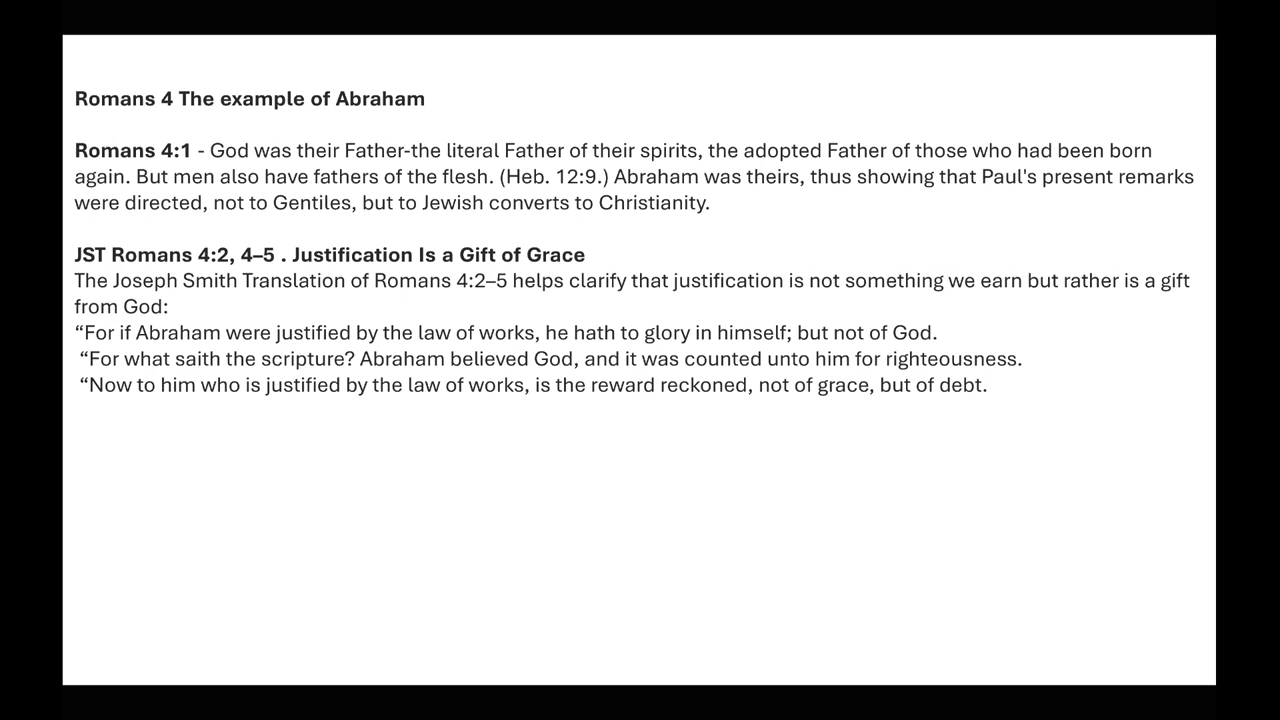 Romans 4 The example of Abraham
Romans 4:1 - God was their Father-the literal Father of their spirits, the adopted Father of those who had been born
again. But men also have fathers of the flesh. (Heb. 12:9.) Abraham was theirs, thus showing that Paul's present remarks
were directed, not to Gentiles, but to Jewish converts to Christianity.
JST Romans 4:2, 4–5 . Justification Is a Gift of Grace
The Joseph Smith Translation of Romans 4:2–5 helps clarify that justification is not something we earn but rather is a gift
from God:
“For if Abraham were justified by the law of works, he hath to glory in himself; but not of God.
“For what saith the scripture? Abraham believed God, and it was counted unto him for righteousness.
“Now to him who is justified by the law of works, is the reward reckoned, not of grace, but of debt.